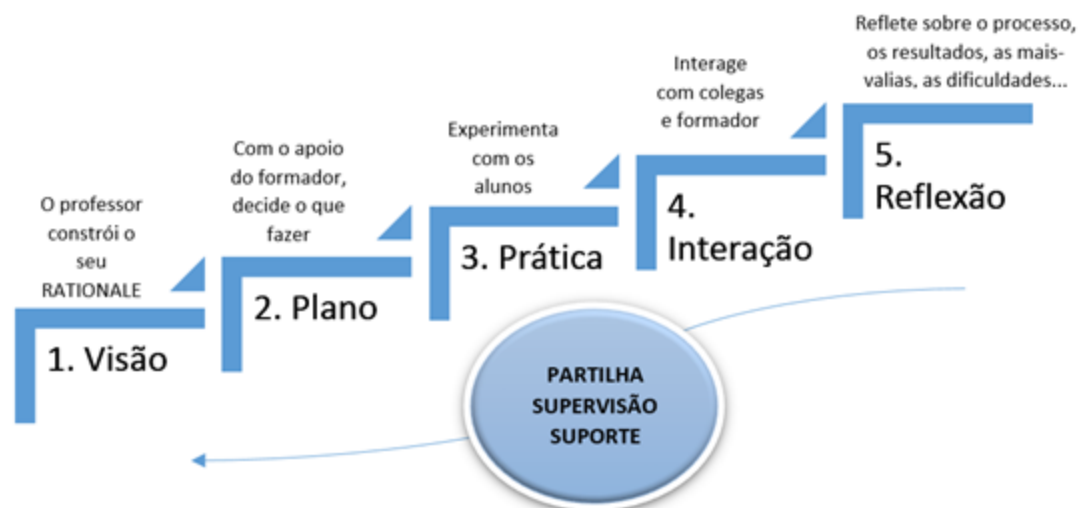 O professor
constrói o
seu
RATIONALE
1. Visão
Com o apoio
do formador,
decide o que
fazer
2. Plano
Experimenta
com os
alunos
3. Prática
Interage
com colegas
e formador
4.
Interação
Reflete sobre o processo,
os resultados, as mais-
valias, as dificuldades...
5.
Reflexão
PARTILHA
SUPERVISÃO
SUPORTE